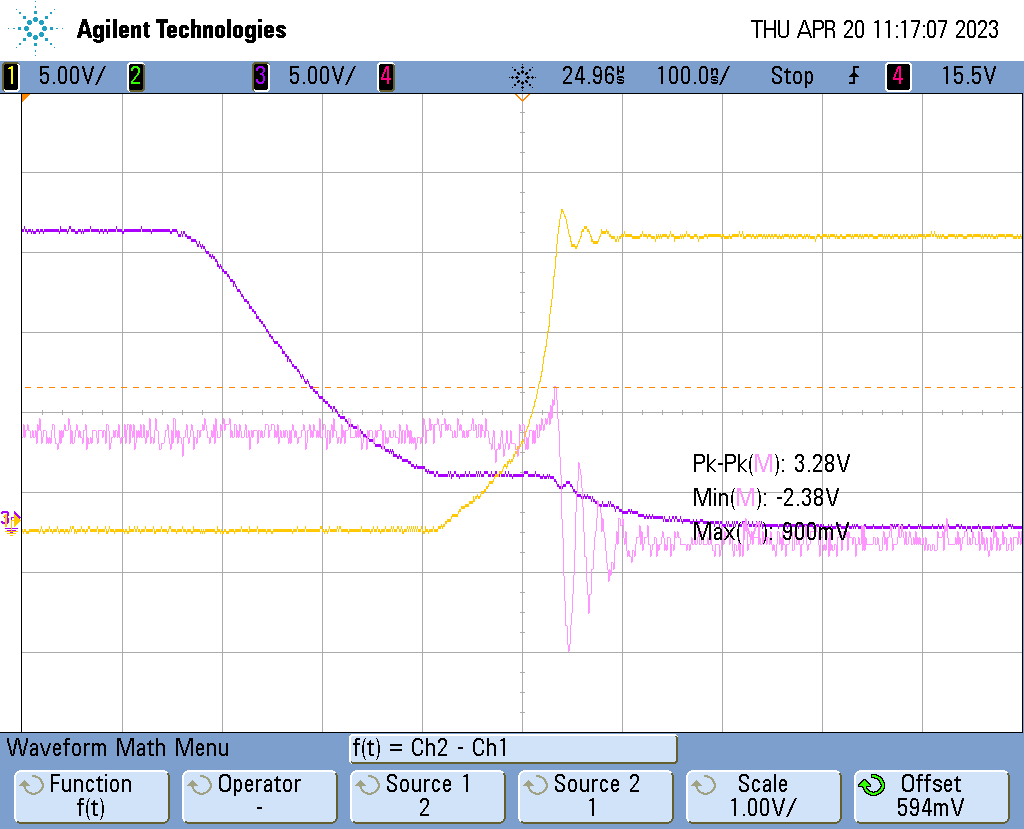 Agilent Technologies
THU APR 20 11:17:07 2023
1 5.00V/ 2 3 5.00V/ 4 24.96µs 100.0ns/ Stop 4 15.5V
Pk-Pk(M): 3.28V
Min(M): -2.38V
Max(M): 900mV
Waveform Math Menu
f(t) = Ch2 - Ch1
Function Operator Source 1 Source 2 Scale Offset
f(t) - 2 1 1.00V/ 594mV